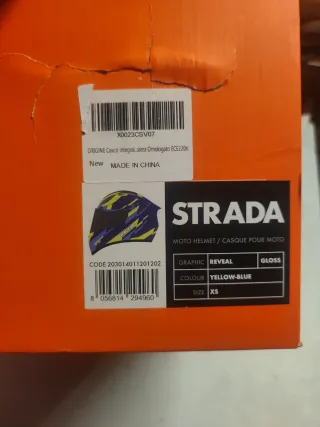 X0023CSV07
ORIGINE Casco Integral
Omologato ECE2206
New MADE IN CHINA
STRADA
MOTO HELMET / CASQUE POUR MOTO
GRAPHIC REVEAL GLOSS
COLOUR YELLOW-BLUE
SIZE XS
CODE 203014011201202
8 056814 294960